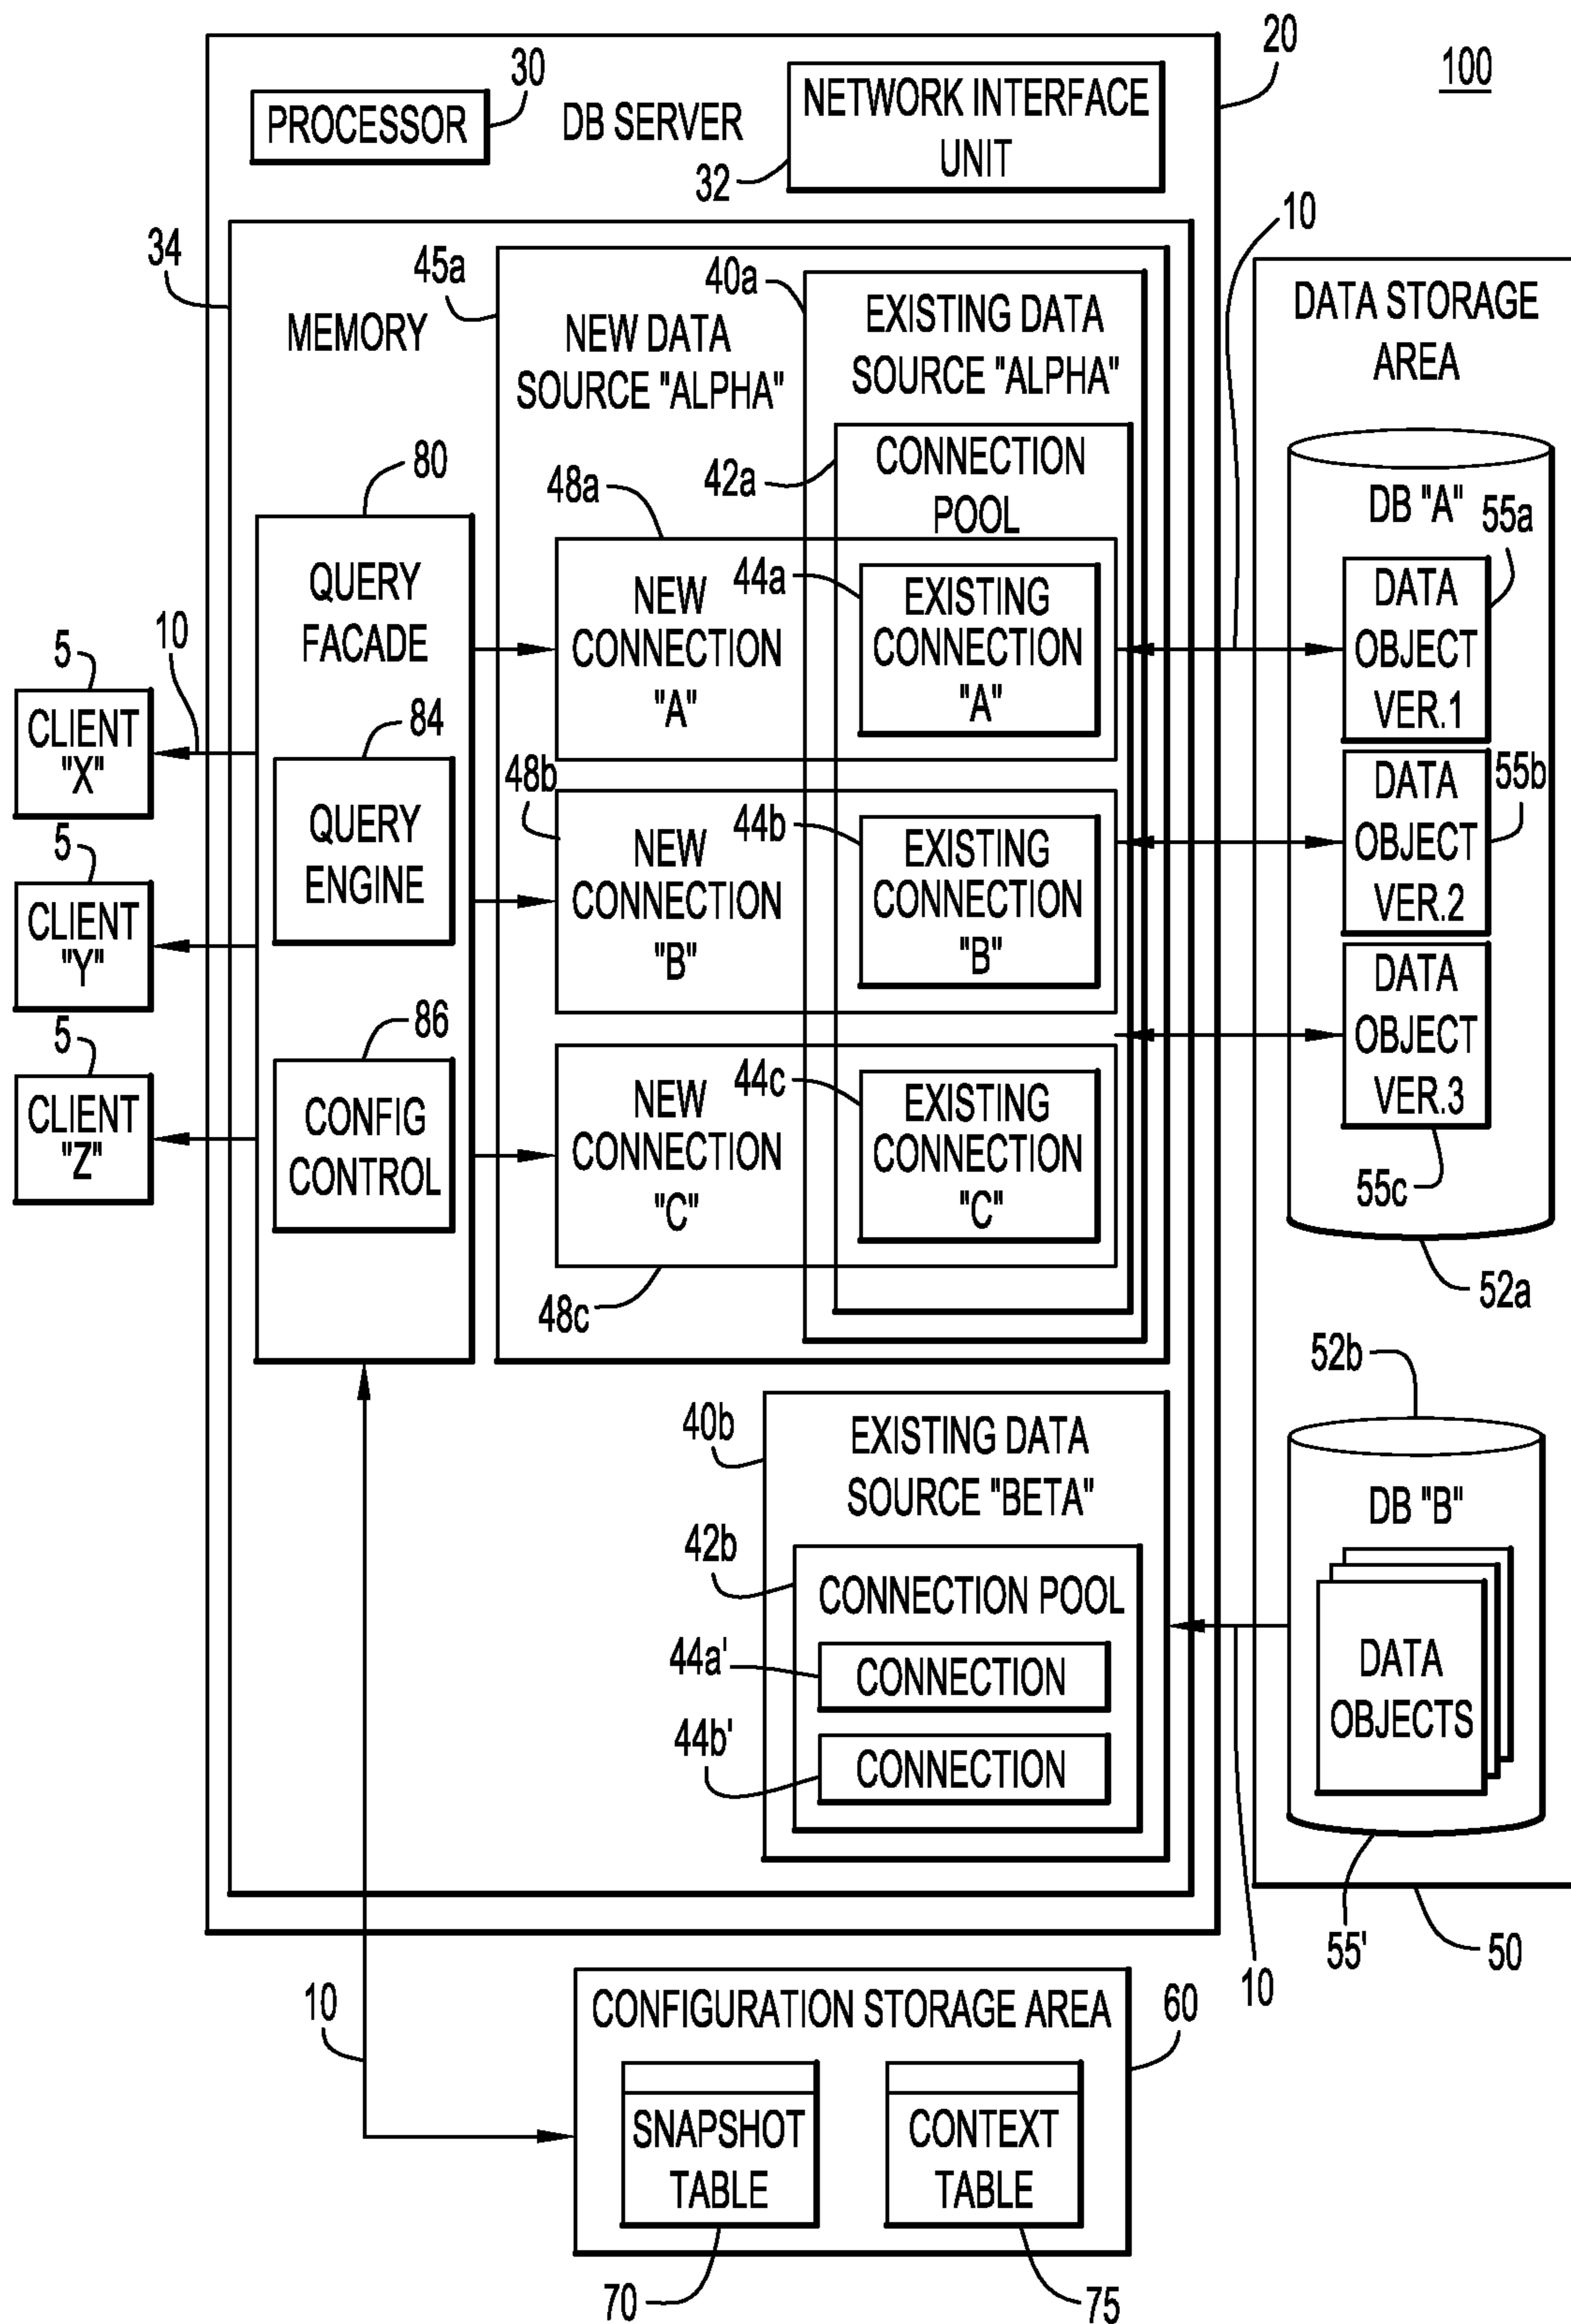 100
20
30
PROCESSOR
DB SERVER
NETWORK INTERFACE
UNIT
32
10
34
MEMORY
45a
NEW DATA
SOURCE "ALPHA"
40a
EXISTING DATA
SOURCE "ALPHA"
DATA STORAGE
AREA
80
QUERY
FACADE
42a
CONNECTION
POOL
48a
NEW
CONNECTION
"A"
44a
EXISTING
CONNECTION
"A"
DB "A"
55a
DATA
OBJECT
VER.1
5
CLIENT
"X"
10
84
QUERY
ENGINE
48b
NEW
CONNECTION
"B"
44b
EXISTING
CONNECTION
"B"
DATA
OBJECT
VER.2
55b
5
CLIENT
"Y"
86
CONFIG
CONTROL
NEW
CONNECTION
"C"
48c
44c
EXISTING
CONNECTION
"C"
DATA
OBJECT
VER.3
55c
52a
5
CLIENT
"Z"
40b
EXISTING DATA
SOURCE "BETA"
42b
CONNECTION POOL
44a'
CONNECTION
44b'
CONNECTION
52b
DB "B"
DATA
OBJECTS
55'
50
10
10
CONFIGURATION STORAGE AREA
60
SNAPSHOT
TABLE
70
CONTEXT
TABLE
75